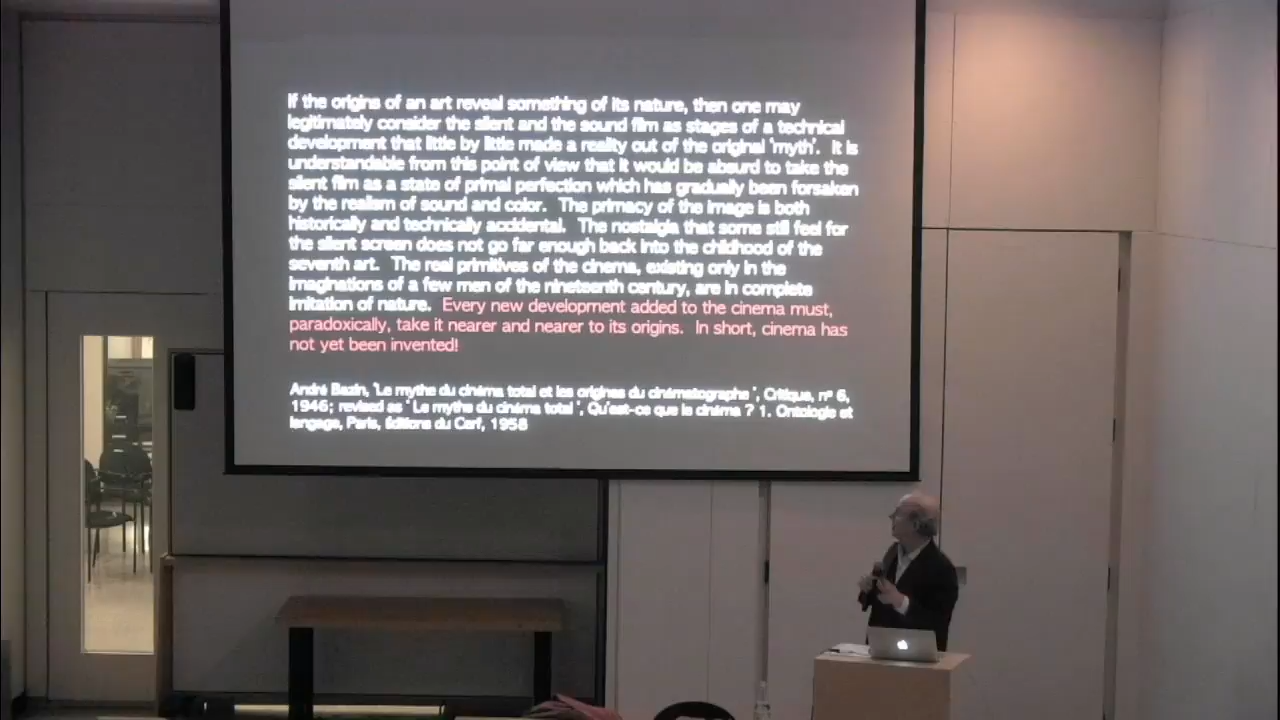 If the origins of an art reveal something of its nature, then one may
legitimately consider the silent and the sound film as stages of a technical
development that little by little made a reality out of the original 'myth'. It is
understandable from this point of view that it would be absurd to take the
silent film as a state of primal perfection which has gradually been forsaken
by the realism of sound and color. The primacy of the image is both
historically and technically accidental. The nostalgia that some still feel for
the silent screen does not go far enough back into the childhood of the
seventh art. The real primitives of the cinema, existing only in the
imaginations of a few men of the nineteenth century, are in complete
imitation of nature. Every new development added to the cinema must,
paradoxically, take it nearer and nearer to its origins. In short, cinema has
not yet been invented!
André Bazin, 'Le mythe du cinéma total et les origines du cinématographe ', Critique, nº 6,
1946; revised as ' Le mythe du cinéma total ', Qu'est-ce que le cinéma ? 1. Ontologie et
langage, Paris, éditions du Cerf, 1958